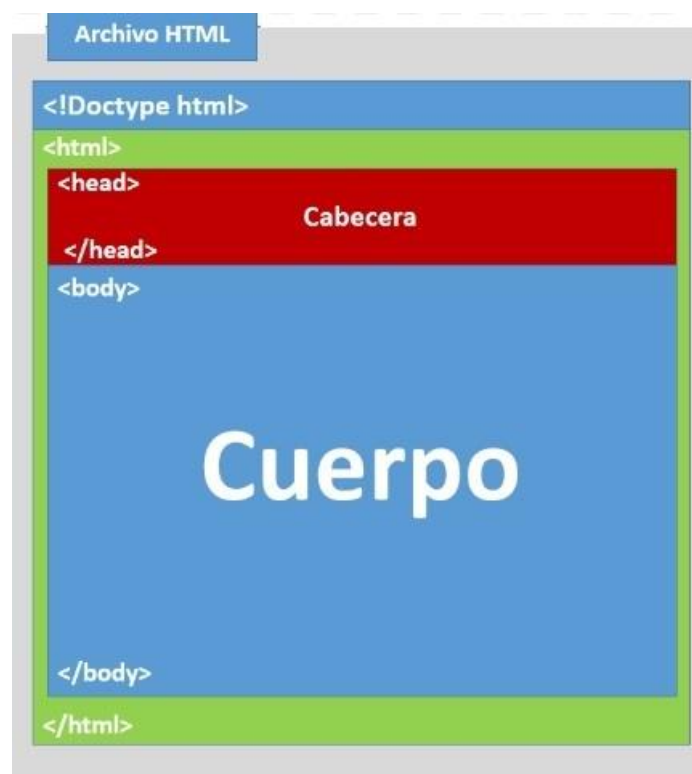 Archivo HTML
<!Doctype html>
<html>
<head>
Cabecera
</head>
<body>
Cuerpo
</body>
</html>